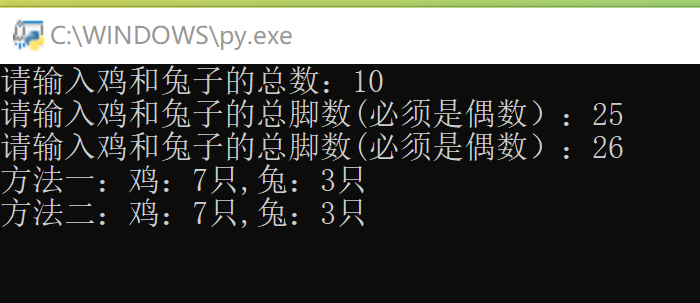 C:\WINDOWS\py.exe
请输入鸡和兔子的总数：10
请输入鸡和兔子的总脚数(必须是偶数）：25
请输入鸡和兔子的总脚数(必须是偶数）：26
方法一：鸡：7只,兔：3只
方法二：鸡：7只,兔：3只